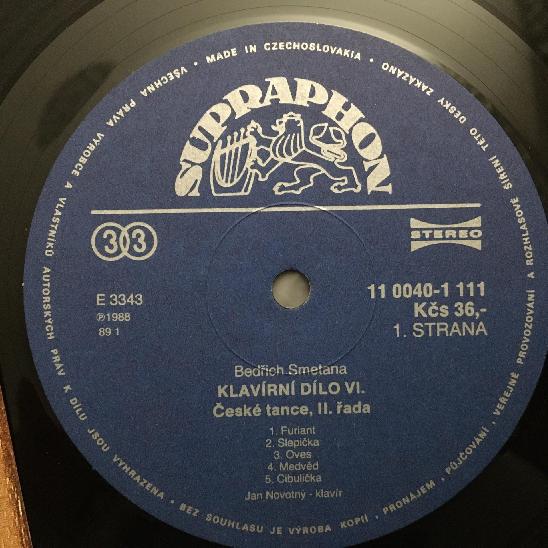 MADE IN CZECHOSLOVAKIA • VŠECHNA PRÁVA VÝROBCE A VLASTNÍKŮ AUTORSKÝCH PRÁV K DÍLU JSOU VYHRAZENA • BEZ SOUHLASU JE VÝROBA KOPIÍ, PRONÁJEM, PŮJČOVÁNÍ, VEŘEJNÉ PROVOZOVÁNÍ A ROZHLASOVÉ ŠÍŘENÍ TÉTO DESKY ZAKÁZÁNO •
SUPRAPHON
33
STEREO
E 3343
℗1988
89 1
11 0040-1 111
Kčs 36,-
1. STRANA
Bedřich Smetana
KLAVÍRNÍ DÍLO VI.
České tance, II. řada
1. Furiant
2. Slepička
3. Oves
4. Medvěd
5. Cibulička
Jan Novotný - klavír